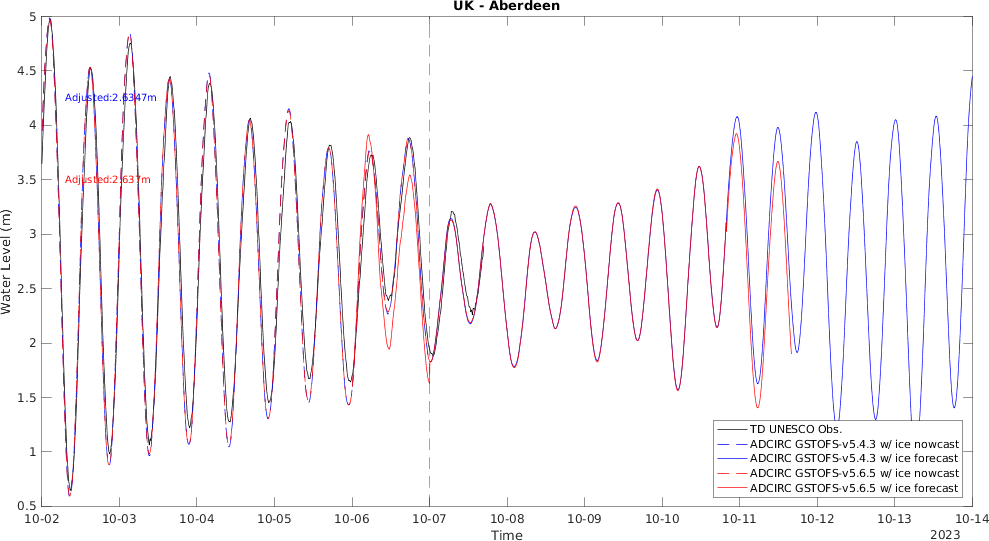 UK - Aberdeen
5
4.5
4
3.5
3
2.5
2
1.5
1
0.5
Water Level (m)
Adjusted:2.6347m
Adjusted:2.637m
TD UNESCO Obs.
ADCIRC GSTOFS-v5.4.3 w/ ice nowcast
ADCIRC GSTOFS-v5.4.3 w/ ice forecast
ADCIRC GSTOFS-v5.6.5 w/ ice nowcast
ADCIRC GSTOFS-v5.6.5 w/ ice forecast
10-02 10-03 10-04 10-05 10-06 10-07 10-08 10-09 10-10 10-11 10-12 10-13 10-14
Time
2023